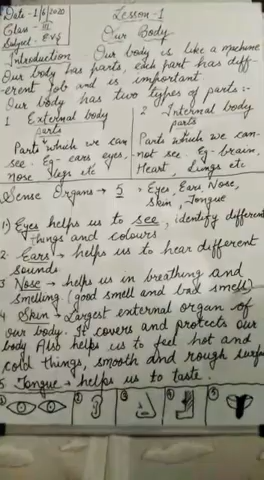 Date - 1/6/2020
Class - III
Subject - EVS
Lesson-1
Our Body
Introduction Our body is like a machine
Our body has parts, each part has diff-
erent job and is important
Our body has two types of parts:-
1 External body
parts
Parts which we can
see. Eg- ears, eyes,
Nose, legs etc
2 Internal body
parts
Parts which we can-
not see. Eg- brain,
Heart, Lungs etc
Sense Organs → 5 → Eyes, Ears, Nose,
Skin, Tongue
1) Eyes helps us to see, identify different
things and colours
2. Ears → helps us to hear different
sounds.
3 Nose → helps us in breathing and
smelling (good smell and bad smell)
4 Skin → Largest external organ of
our body. It covers and protects our
body Also helps us to feel hot and
cold things, smooth and rough surfa
5 Tongue → helps us to taste.
1 2 3 4 5